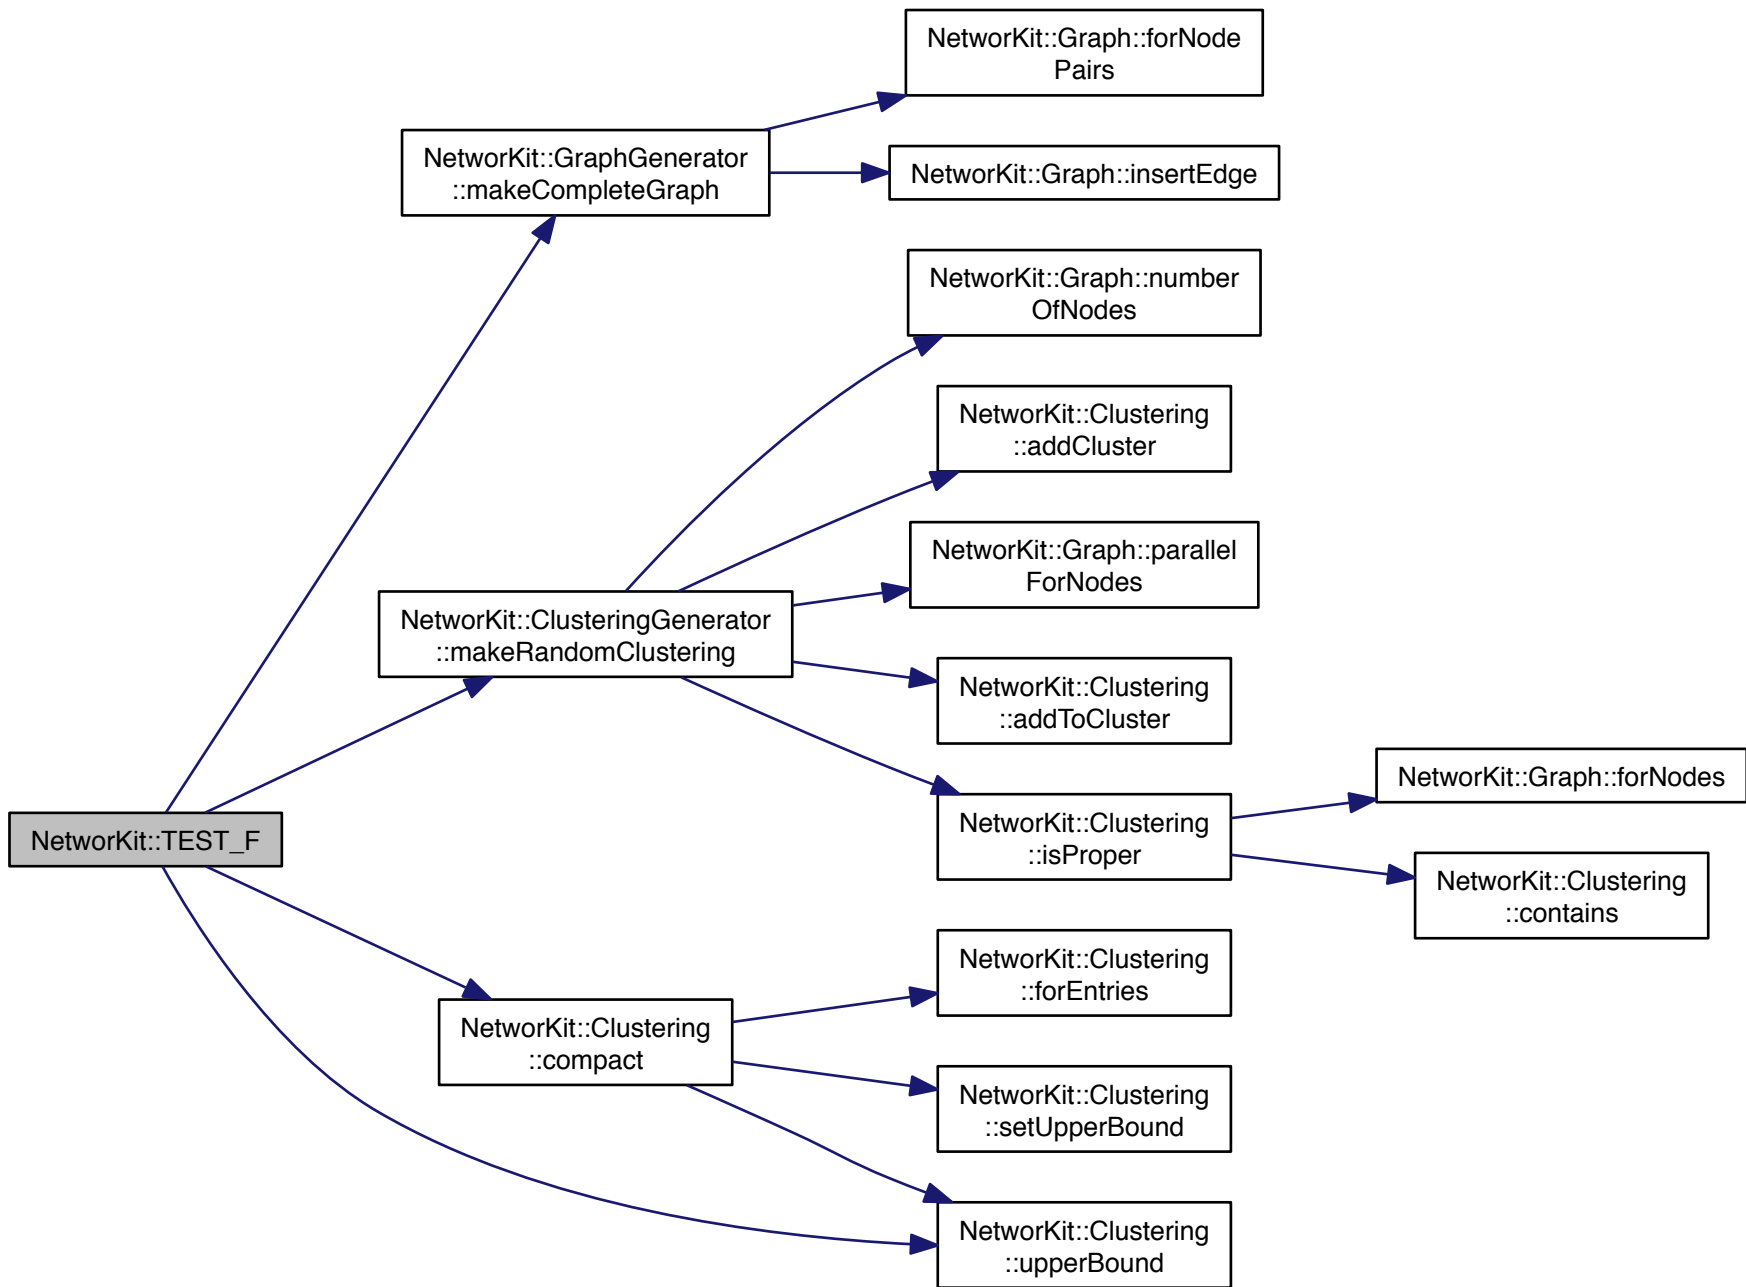 NetworKit::Graph::forNode
Pairs
NetworKit::GraphGenerator
::makeCompleteGraph
NetworKit::Graph::insertEdge
NetworKit::Graph::number
OfNodes
NetworKit::Clustering
::addCluster
NetworKit::Graph::parallel
ForNodes
NetworKit::ClusteringGenerator
::makeRandomClustering
NetworKit::Clustering
::addToCluster
NetworKit::Graph::forNodes
NetworKit::TEST_F
NetworKit::Clustering
::isProper
NetworKit::Clustering
::contains
NetworKit::Clustering
::forEntries
NetworKit::Clustering
::compact
NetworKit::Clustering
::setUpperBound
NetworKit::Clustering
::upperBound